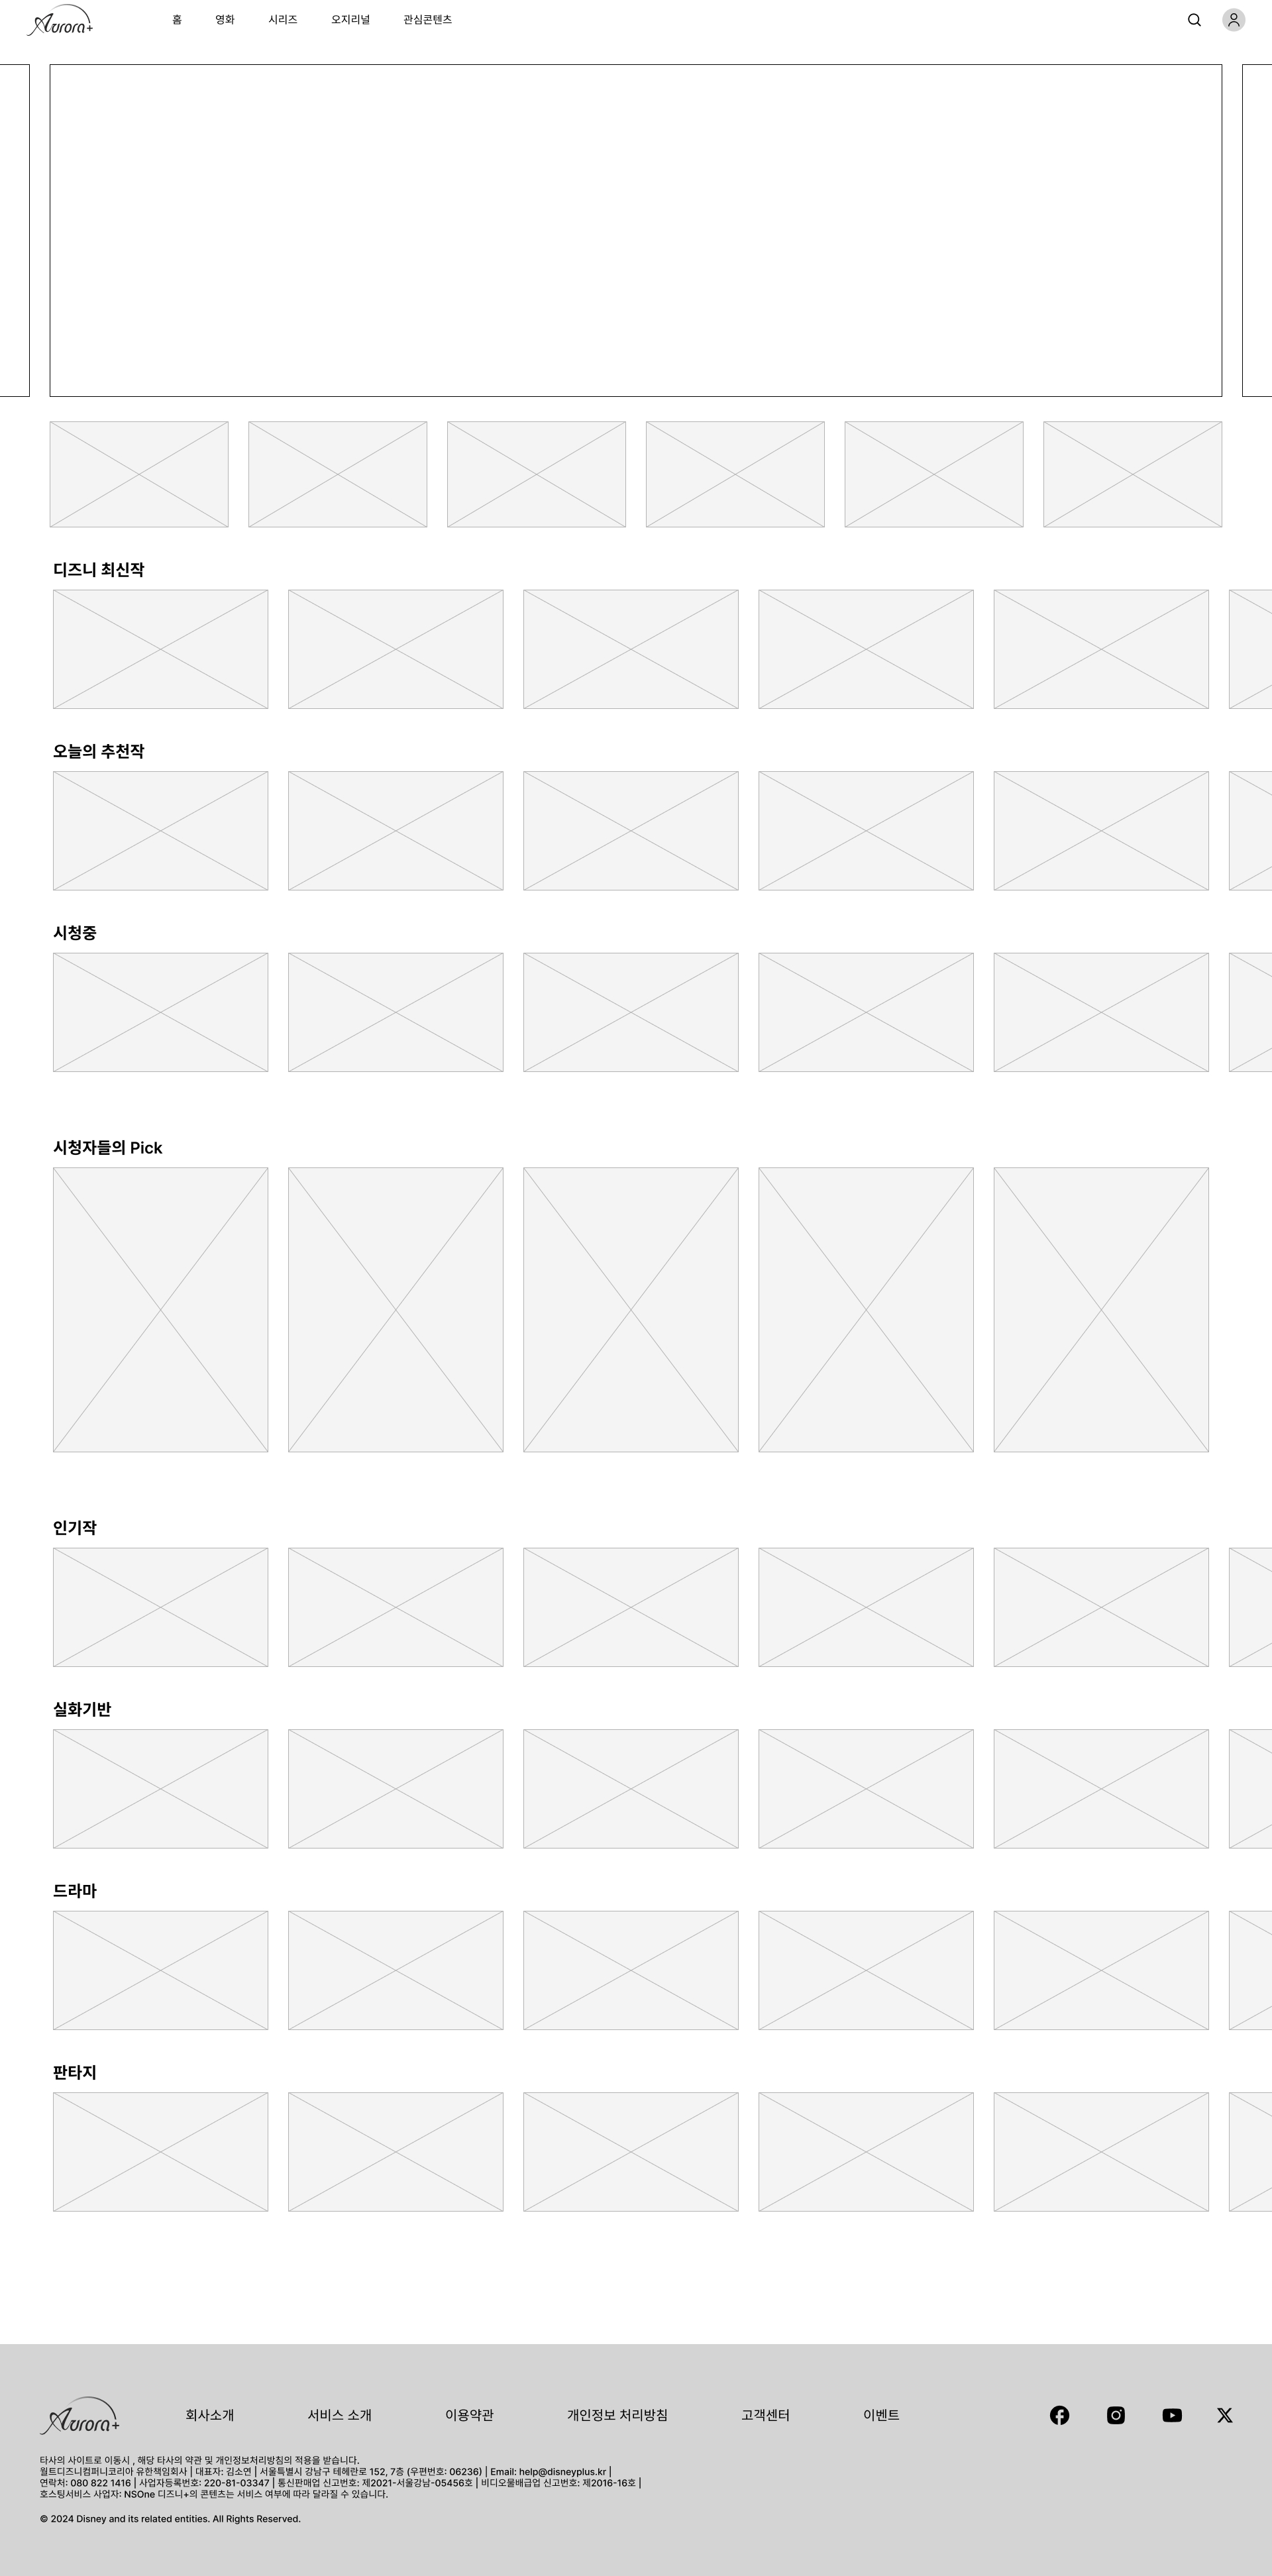 Aurora+
홈 영화 시리즈 오지리널 관심콘텐츠
디즈니 최신작
오늘의 추천작
시청중
시청자들의 Pick
인기작
실화기반
드라마
판타지
Aurora+
회사소개 서비스 소개 이용약관 개인정보 처리방침 고객센터 이벤트
타사의 사이트로 이동시 , 해당 타사의 약관 및 개인정보처리방침의 적용을 받습니다.
월트디즈니컴퍼니코리아 유한책임회사 | 대표자: 김소연 | 서울특별시 강남구 테헤란로 152, 7층 (우편번호: 06236) | Email: help@disneyplus.kr |
연락처: 080 822 1416 | 사업자등록번호: 220-81-03347 | 통신판매업 신고번호: 제2021-서울강남-05456호 | 비디오물배급업 신고번호: 제2016-16호 |
호스팅서비스 사업자: NSOne 디즈니+의 콘텐츠는 서비스 여부에 따라 달라질 수 있습니다.
© 2024 Disney and its related entities. All Rights Reserved.